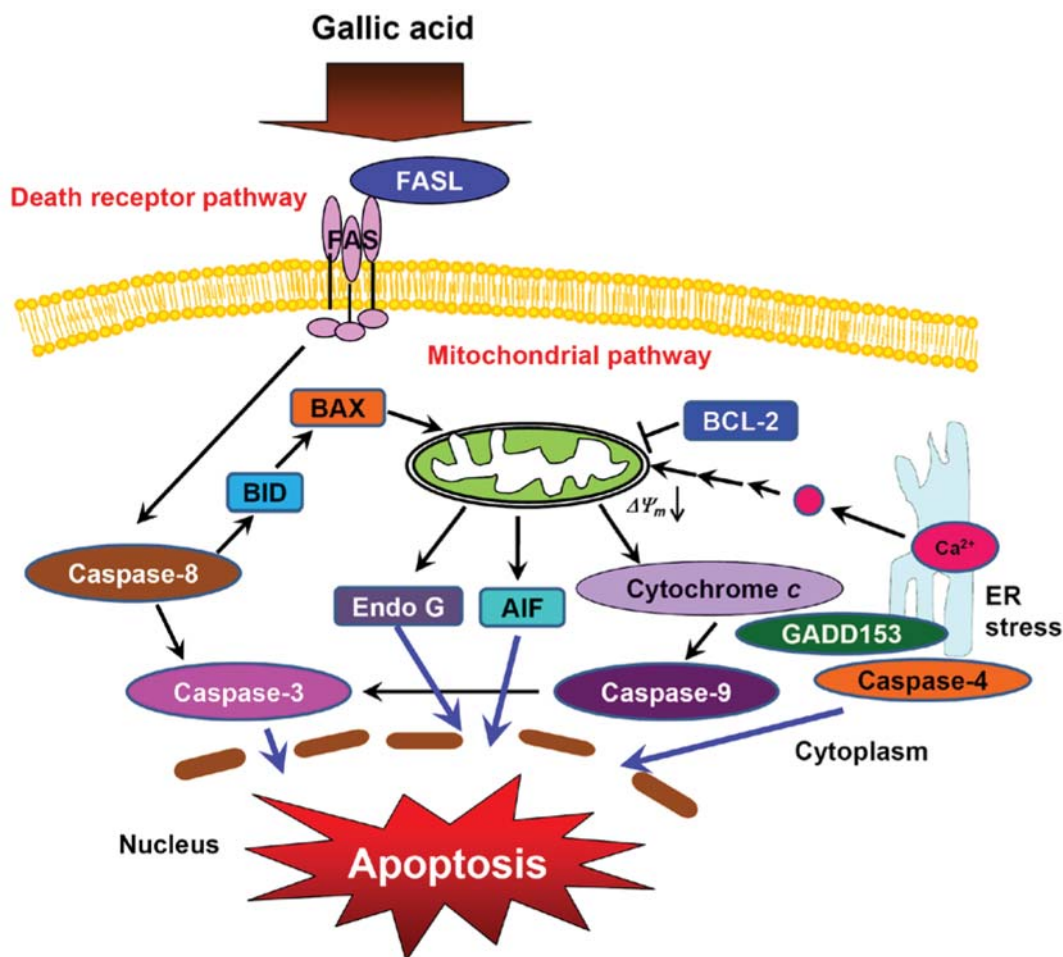 Gallic acid
FASL
Death receptor pathway
FAS
Mitochondrial pathway
BAX
BCL-2
BID
ΔΨm
Ca2+
Caspase-8
Cytochrome c
Endo G
AIF
ER
stress
GADD153
Caspase-3
Caspase-9
Caspase-4
Cytoplasm
Nucleus
Apoptosis